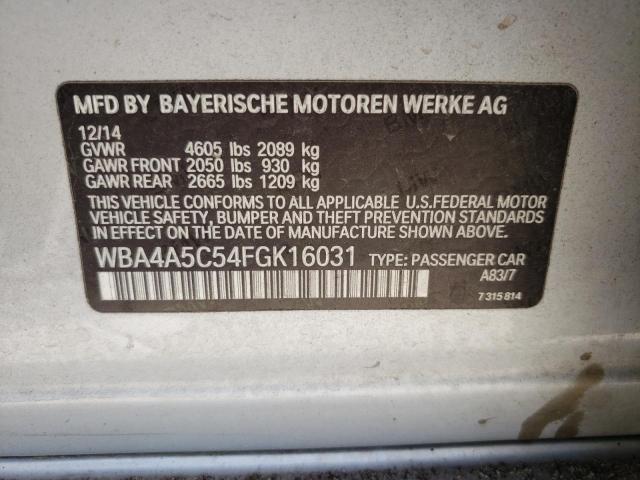 MFD BY BAYERISCHE MOTOREN WERKE AG
12/14
GVWR 4605 lbs 2089 kg
GAWR FRONT 2050 lbs 930 kg
GAWR REAR 2665 lbs 1209 kg
THIS VEHICLE CONFORMS TO ALL APPLICABLE U.S.FEDERAL MOTOR
VEHICLE SAFETY, BUMPER AND THEFT PREVENTION STANDARDS
IN EFFECT ON THE DATE OF MANUFACTURE SHOWN ABOVE.
WBA4A5C54FGK16031 TYPE: PASSENGER CAR
A83/7
7 315 814